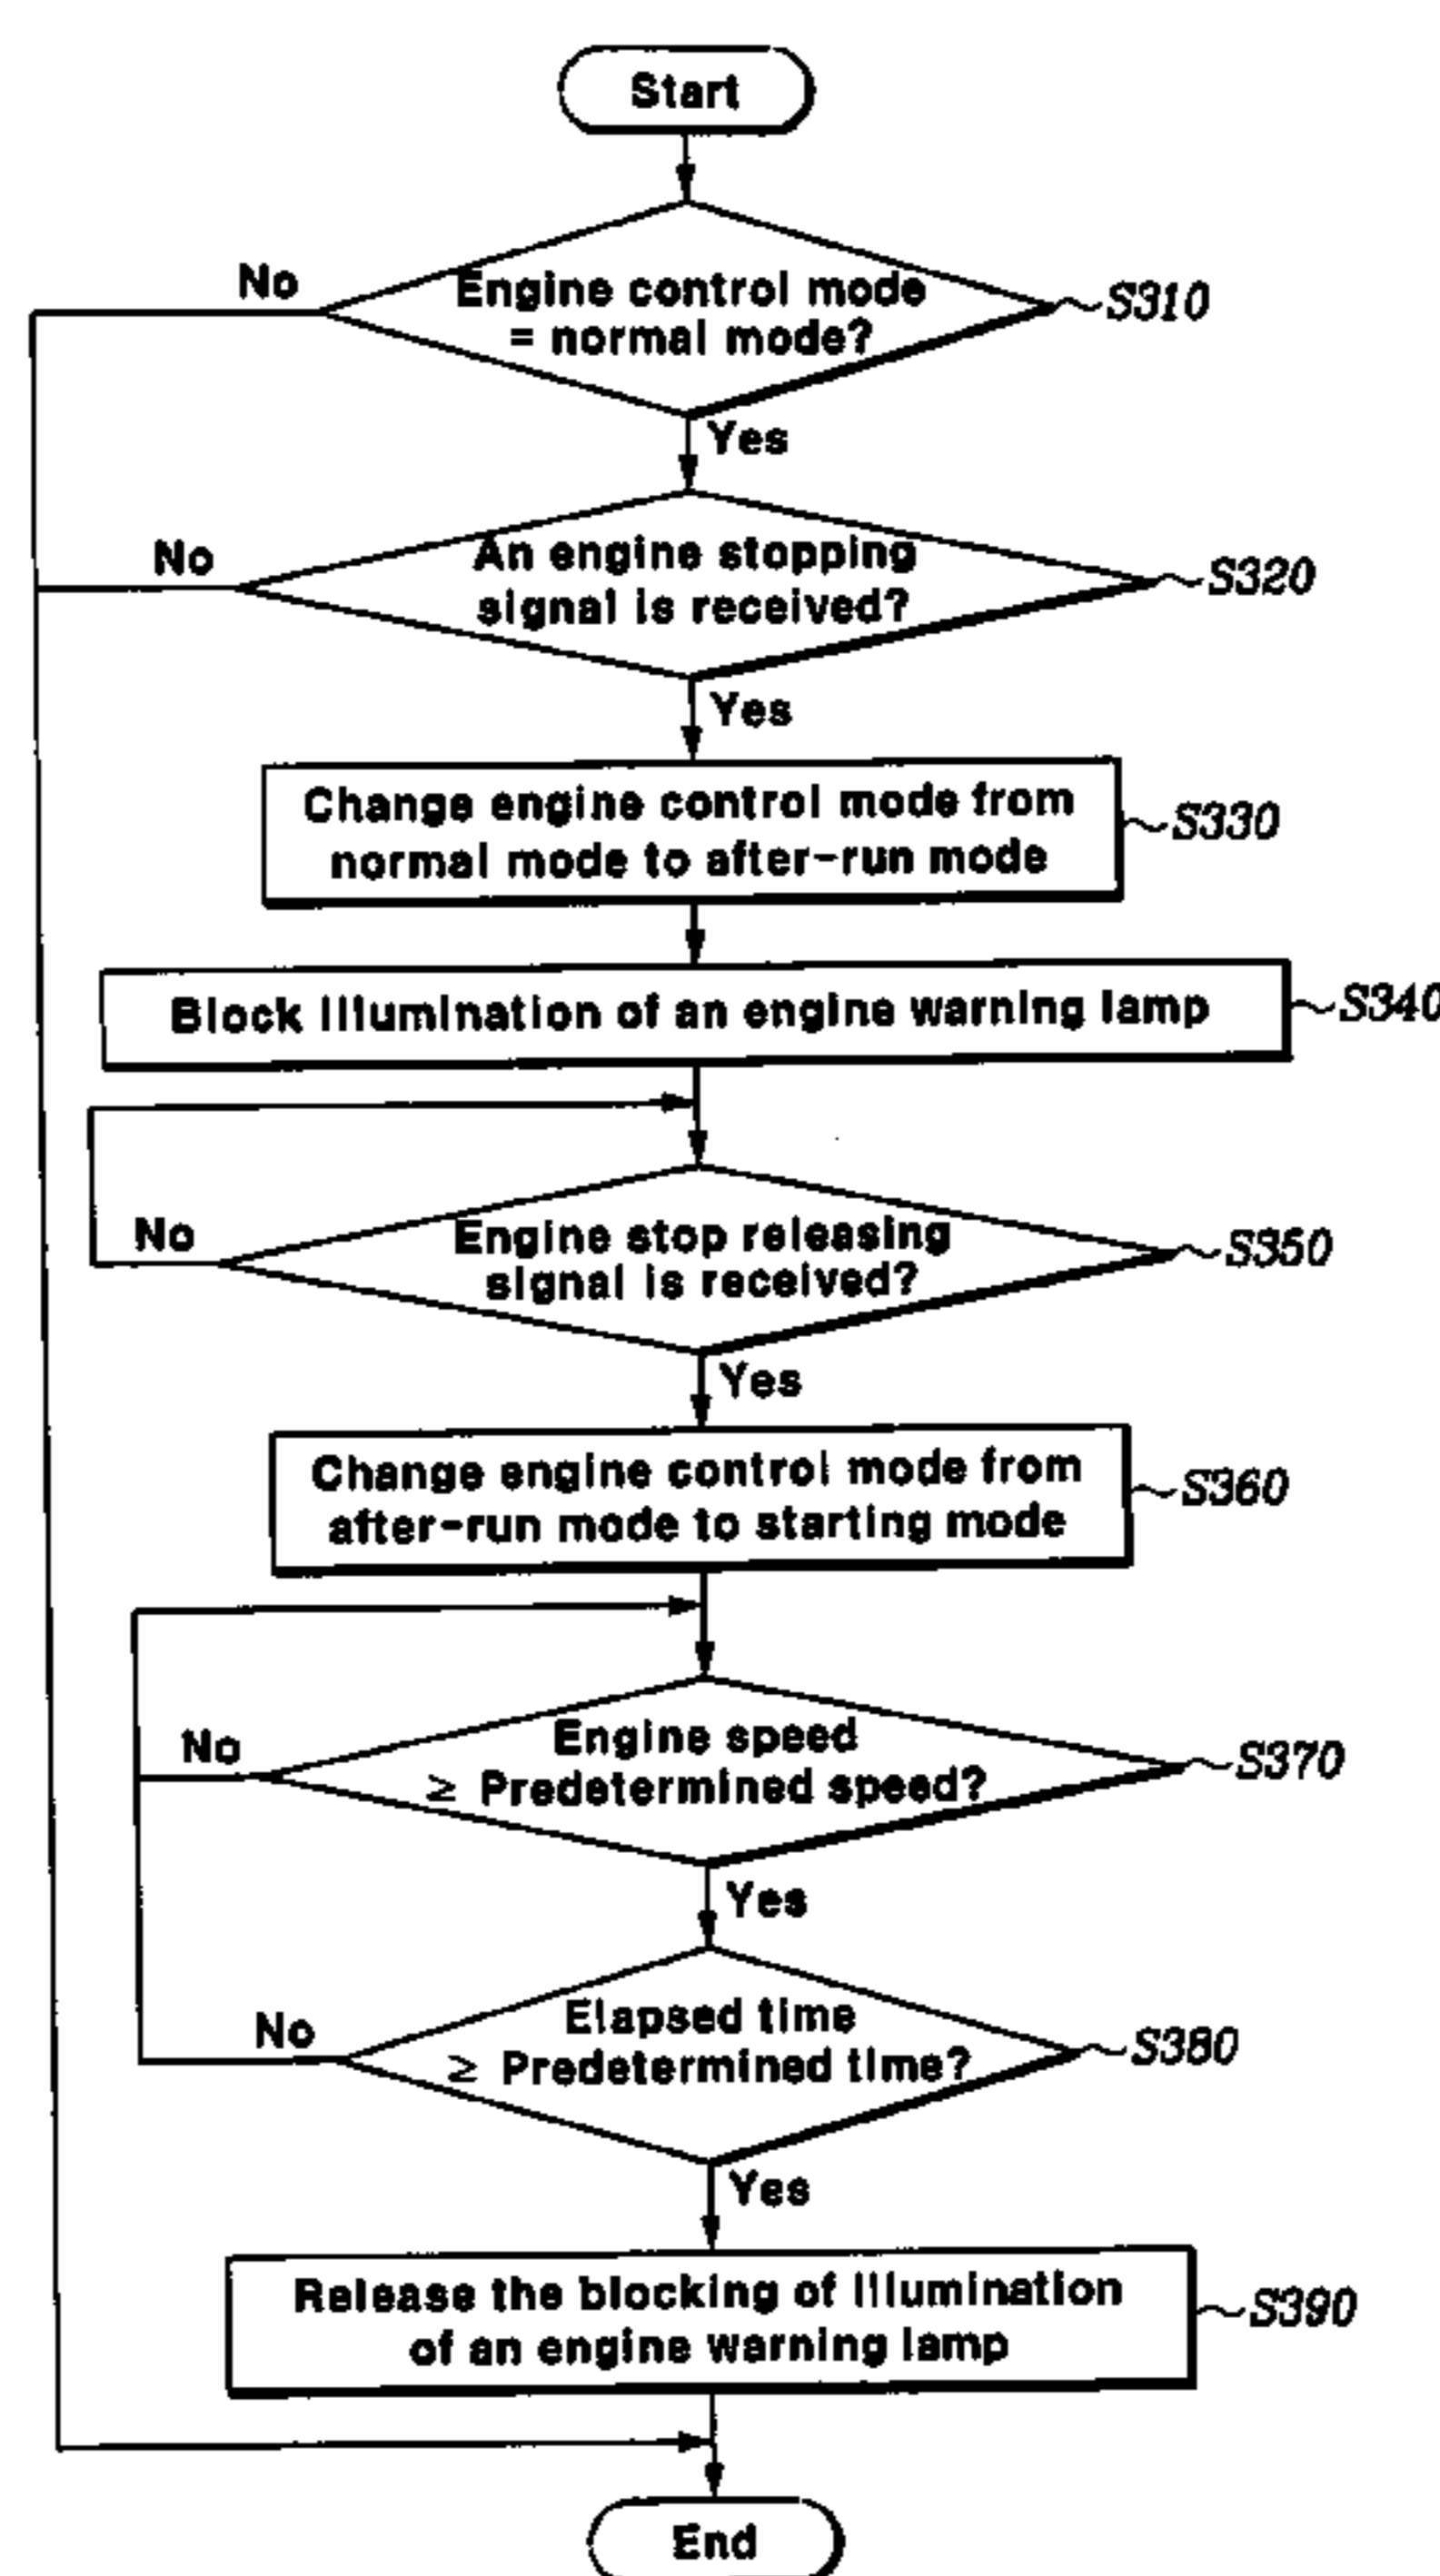 Start
No
Engine control mode
= normal mode?
S310
Yes
No
An engine stopping
signal is received?
S320
Yes
Change engine control mode from
normal mode to after-run mode
S330
Block illumination of an engine warning lamp
S340
No
Engine stop releasing
signal is received?
S350
Yes
Change engine control mode from
after-run mode to starting mode
S360
No
Engine speed
≥ Predetermined speed?
S370
Yes
No
Elapsed time
≥ Predetermined time?
S380
Yes
Release the blocking of illumination
of an engine warning lamp
S390
End